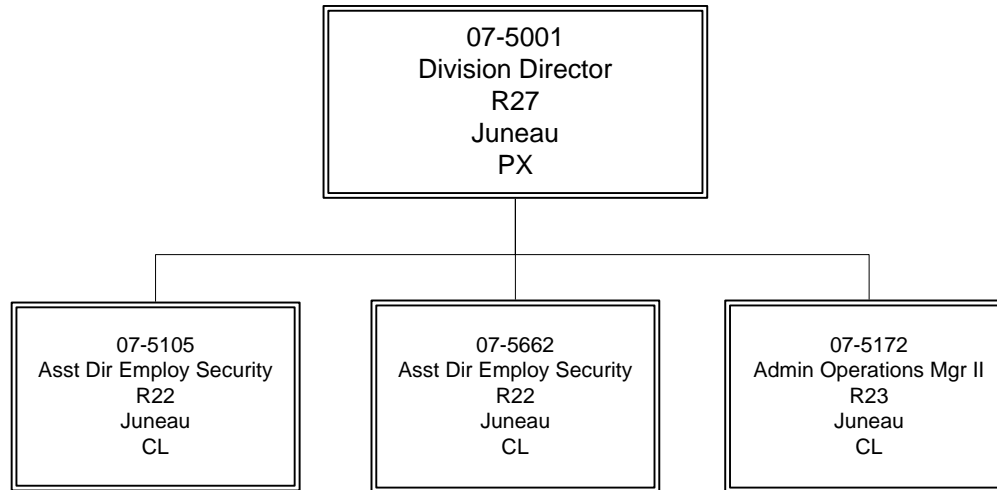 07-5001
Division Director
R27
Juneau
PX
07-5105
Asst Dir Employ Security
R22
Juneau
CL
07-5662
Asst Dir Employ Security
R22
Juneau
CL
07-5172
Admin Operations Mgr II
R23
Juneau
CL